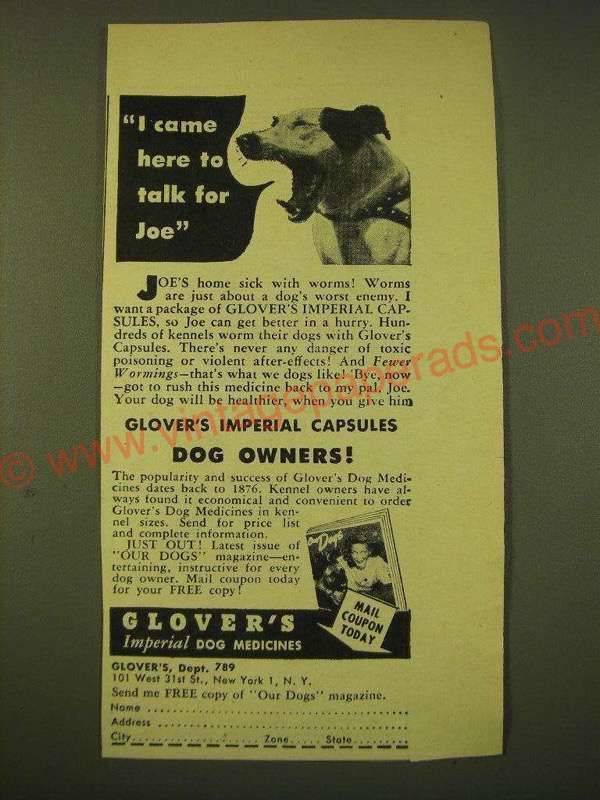 "I came
here to
talk for
Joe"
JOE'S home sick with worms! Worms
are just about a dog's worst enemy. I
want a package of GLOVER'S IMPERIAL CAP-
SULES, so Joe can get better in a hurry. Hun-
dreds of kennels worm their dogs with Glover's
Capsules. There's never any danger of toxic
poisoning or violent after-effects! And Fewer
Wormings—that's what we dogs like! 'Bye, now
—got to rush this medicine back to my pal, Joe.
Your dog will be healthier, when you give him
GLOVER'S IMPERIAL CAPSULES
DOG OWNERS!
The popularity and success of Glover's Dog Medi-
cines dates back to 1876. Kennel owners have al-
ways found it economical and convenient to order
Glover's Dog Medicines in ken-
nel sizes. Send for price list
and complete information.
JUST OUT! Latest issue of
"OUR DOGS" magazine—en-
tertaining, instructive for every
dog owner. Mail coupon today
for your FREE copy!
Our Dogs
MAIL
COUPON
TODAY
GLOVER'S
Imperial DOG MEDICINES
GLOVER'S, Dept. 789
101 West 31st St., New York 1, N. Y.
Send me FREE copy of "Our Dogs" magazine.
Name
Address
City Zone State
© www.vintagepaperads.com